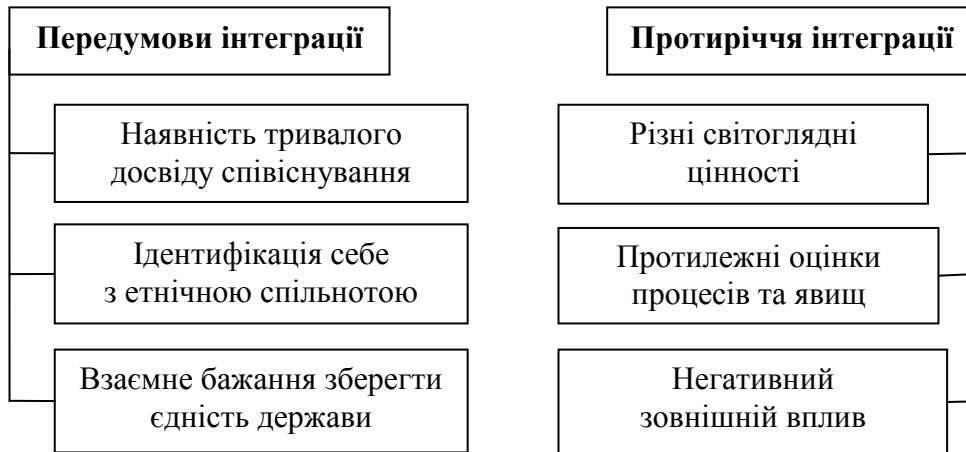 Передумови інтеграції
Наявність тривалого
досвіду співіснування
Ідентифікація себе
з етнічною спільнотою
Взаємне бажання зберегти
єдність держави
Протиріччя інтеграції
Різні світоглядні
цінності
Протилежні оцінки
процесів та явищ
Негативний
зовнішній вплив